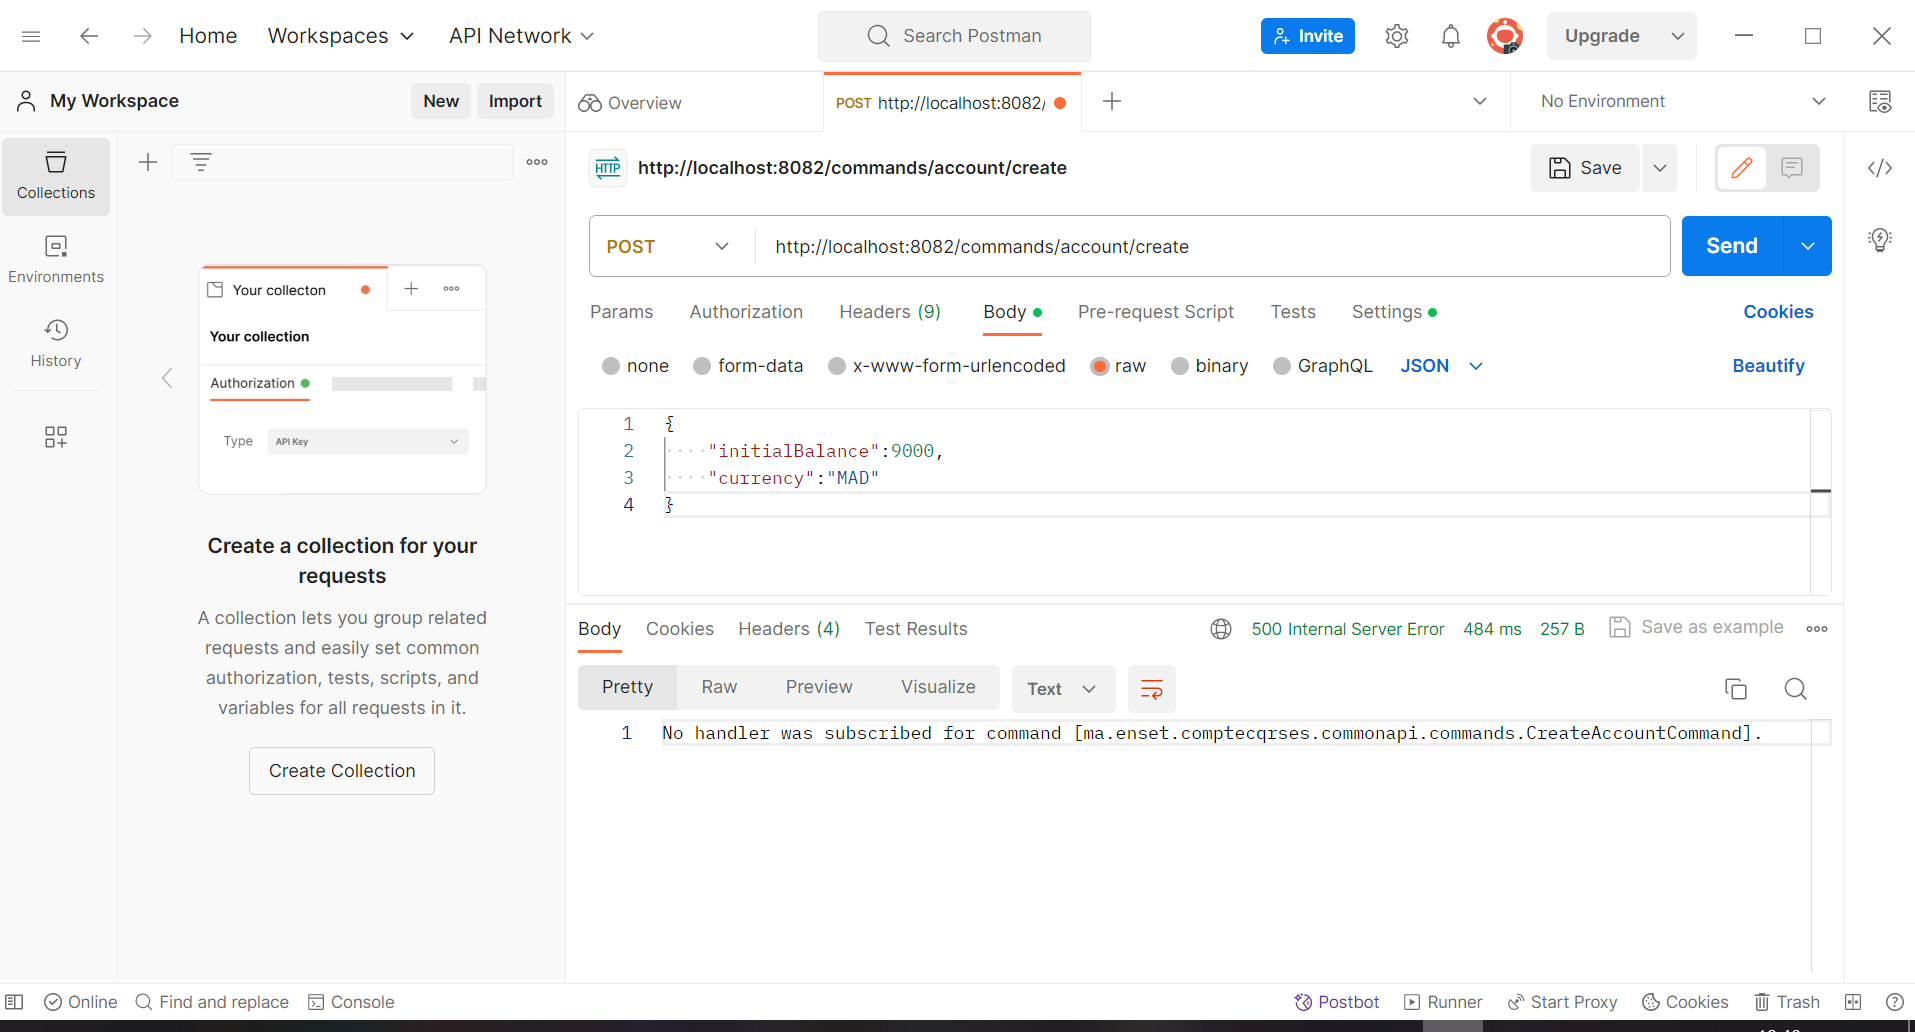 Home Workspaces API Network Search Postman Invite Upgrade
My Workspace New Import Overview POST http://localhost:8082/ No Environment
Collections
Environments
History
Your collecton
Your collection
Authorization
Type API Key
Create a collection for your
requests
A collection lets you group related
requests and easily set common
authorization, tests, scripts, and
variables for all requests in it.
Create Collection
HTTP http://localhost:8082/commands/account/create Save
POST http://localhost:8082/commands/account/create Send
Params Authorization Headers (9) Body Pre-request Script Tests Settings Cookies
none form-data x-www-form-urlencoded raw binary GraphQL JSON Beautify
1 {
2 "initialBalance":9000,
3 "currency":"MAD"
4 }
Body Cookies Headers (4) Test Results 500 Internal Server Error 484 ms 257 B Save as example
Pretty Raw Preview Visualize Text
1 No handler was subscribed for command [ma.enset.comptecqrses.commonapi.commands.CreateAccountCommand].
Online Find and replace Console Postbot Runner Start Proxy Cookies Trash